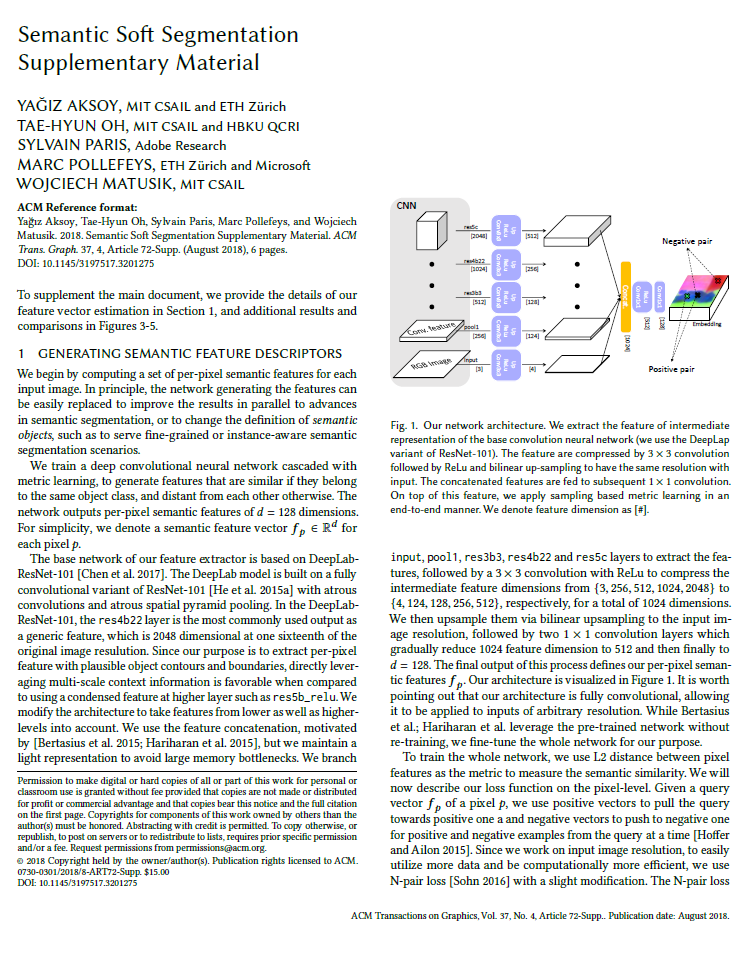 Semantic Soft Segmentation
Supplementary Material
YAĞIZ AKSOY, MIT CSAIL and ETH Zürich
TAE-HYUN OH, MIT CSAIL and HBKU QCRI
SYLVAIN PARIS, Adobe Research
MARC POLLEFEYS, ETH Zürich and Microsoft
WOJCIECH MATUSIK, MIT CSAIL
ACM Reference format:
Yağız Aksoy, Tae-Hyun Oh, Sylvain Paris, Marc Pollefeys, and Wojciech
Matusik. 2018. Semantic Soft Segmentation Supplementary Material. ACM
Trans. Graph. 37, 4, Article 72-Supp. (August 2018), 6 pages.
DOI: 10.1145/3197517.3201275
To supplement the main document, we provide the details of our
feature vector estimation in Section 1, and additional results and
comparisons in Figures 3-5.
1 GENERATING SEMANTIC FEATURE DESCRIPTORS
We begin by computing a set of per-pixel semantic features for each
input image. In principle, the network generating the features can
be easily replaced to improve the results in parallel to advances
in semantic segmentation, or to change the definition of semantic
objects, such as to serve fine-grained or instance-aware semantic
segmentation scenarios.
We train a deep convolutional neural network cascaded with
metric learning, to generate features that are similar if they belong
to the same object class, and distant from each other otherwise. The
network outputs per-pixel semantic features of d = 128 dimensions.
For simplicity, we denote a semantic feature vector fp ∈ ℝd for
each pixel p.
The base network of our feature extractor is based on DeepLab-
ResNet-101 [Chen et al. 2017]. The DeepLab model is built on a fully
convolutional variant of ResNet-101 [He et al. 2015a] with atrous
convolutions and atrous spatial pyramid pooling. In the DeepLab-
ResNet-101, the res4b22 layer is the most commonly used output as
a generic feature, which is 2048 dimensional at one sixteenth of the
original image resulution. Since our purpose is to extract per-pixel
feature with plausible object contours and boundaries, directly lever-
aging multi-scale context information is favorable when compared
to using a condensed feature at higher layer such as res5b_relu. We
modify the architecture to take features from lower as well as higher-
levels into account. We use the feature concatenation, motivated
by [Bertasius et al. 2015; Hariharan et al. 2015], but we maintain a
light representation to avoid large memory bottlenecks. We branch
Permission to make digital or hard copies of all or part of this work for personal or
classroom use is granted without fee provided that copies are not made or distributed
for profit or commercial advantage and that copies bear this notice and the full citation
on the first page. Copyrights for components of this work owned by others than the
author(s) must be honored. Abstracting with credit is permitted. To copy otherwise, or
republish, to post on servers or to redistribute to lists, requires prior specific permission
and/or a fee. Request permissions from permissions@acm.org.
© 2018 Copyright held by the owner/author(s). Publication rights licensed to ACM.
0730-0301/2018/8-ART72-Supp. $15.00
DOI: 10.1145/3197517.3201275
CNN
res5c
[2048]
Conv3x3
ReLu
Up
[512]
res4b22
[1024]
Conv3x3
ReLu
Up
[256]
res3b3
[512]
Conv3x3
ReLu
Up
[128]
Conv. feature
pool1
[256]
Conv3x3
ReLu
Up
[124]
RGB Image
input
[3]
Conv3x3
ReLu
Up
[4]
Concat
[1024]
Conv1x1
ReLu
[512]
Conv1x1
[128]
Negative pair
Embedding
Positive pair
Fig. 1. Our network architecture. We extract the feature of intermediate
representation of the base convolution neural network (we use the DeepLap
variant of ResNet-101). The feature are compressed by 3 × 3 convolution
followed by ReLu and bilinear up-sampling to have the same resolution with
input. The concatenated features are fed to subsequent 1 × 1 convolution.
On top of this feature, we apply sampling based metric learning in an
end-to-end manner. We denote feature dimension as [#].
input, pool1, res3b3, res4b22 and res5c layers to extract the fea-
tures, followed by a 3 × 3 convolution with ReLu to compress the
intermediate feature dimensions from {3, 256, 512, 1024, 2048} to
{4, 124, 128, 256, 512}, respectively, for a total of 1024 dimensions.
We then upsample them via bilinear upsampling to the input im-
age resolution, followed by two 1 × 1 convolution layers which
gradually reduce 1024 feature dimension to 512 and then finally to
d = 128. The final output of this process defines our per-pixel seman-
tic features fp. Our architecture is visualized in Figure 1. It is worth
pointing out that our architecture is fully convolutional, allowing
it to be applied to inputs of arbitrary resolution. While Bertasius
et al.; Hariharan et al. leverage the pre-trained network without
re-training, we fine-tune the whole network for our purpose.
To train the whole network, we use L2 distance between pixel
features as the metric to measure the semantic similarity. We will
now describe our loss function on the pixel-level. Given a query
vector fp of a pixel p, we use positive vectors to pull the query
towards positive one a and negative vectors to push to negative one
for positive and negative examples from the query at a time [Hoffer
and Ailon 2015]. Since we work on input image resolution, to easily
utilize more data and be computationally more efficient, we use
N-pair loss [Sohn 2016] with a slight modification. The N-pair loss
ACM Transactions on Graphics, Vol. 37, No. 4, Article 72-Supp.. Publication date: August 2018.